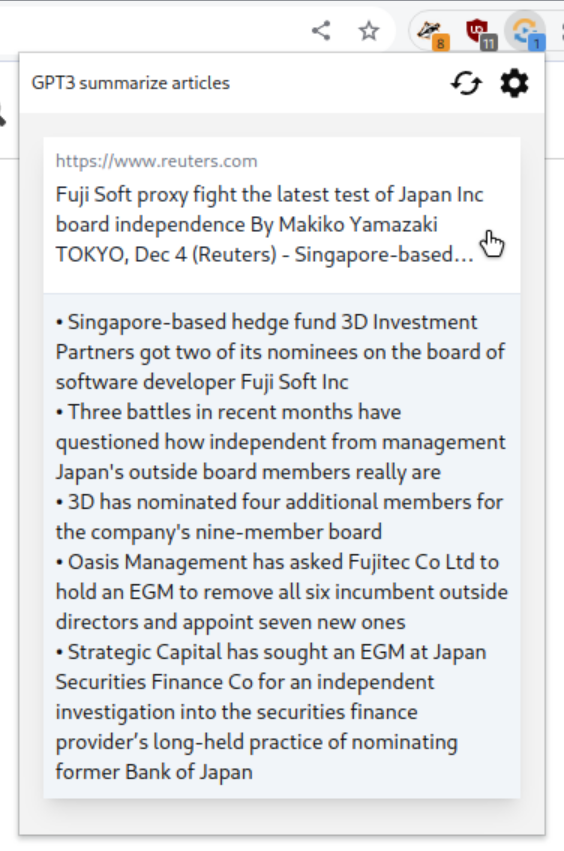 8
11
1
GPT3 summarize articles
https://www.reuters.com
Fuji Soft proxy fight the latest test of Japan Inc
board independence By Makiko Yamazaki
TOKYO, Dec 4 (Reuters) - Singapore-based...
• Singapore-based hedge fund 3D Investment
Partners got two of its nominees on the board of
software developer Fuji Soft Inc
• Three battles in recent months have
questioned how independent from management
Japan's outside board members really are
• 3D has nominated four additional members for
the company's nine-member board
• Oasis Management has asked Fujitec Co Ltd to
hold an EGM to remove all six incumbent outside
directors and appoint seven new ones
• Strategic Capital has sought an EGM at Japan
Securities Finance Co for an independent
investigation into the securities finance
provider’s long-held practice of nominating
former Bank of Japan